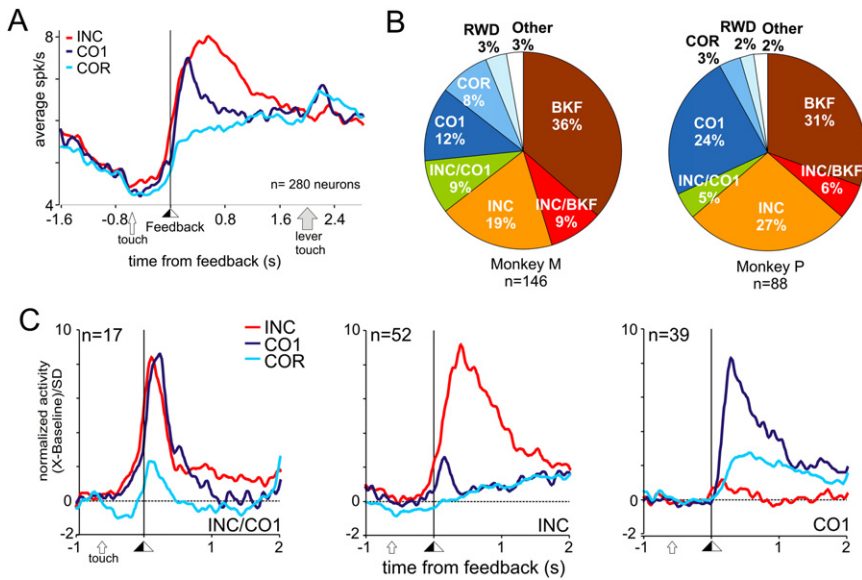 A
INC
CO1
COR
average spk/s
8
4
n= 280 neurons
-1.6
-0.8
Feedback
0.8
1.6
2.4
touch
lever
touch
time from feedback (s)
B
RWD
3%
Other
3%
COR
8%
BKF
36%
CO1
12%
INC/CO1
9%
INC
19%
INC/BKF
9%
Monkey M
n=146
RWD
2%
Other
2%
COR
3%
BKF
31%
CO1
24%
INC/CO1
5%
INC
27%
INC/BKF
6%
Monkey P
n=88
C
normalized activity
(X-Baseline)/SD
10
n=17
INC
CO1
COR
0
-2
INC/CO1
-1
touch
1
2
10
n=52
0
-2
INC
-1
0
1
2
10
n=39
0
-2
CO1
-1
0
1
2
time from feedback (s)